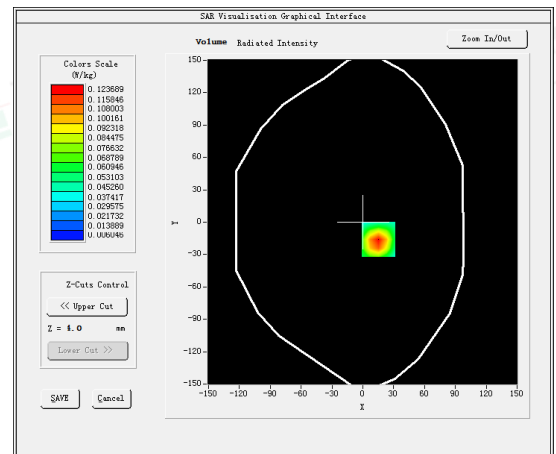 SAR Visualisation Graphical Interface
Volume Radiated Intensity
Zoom In/Out
Colors Scale
(W/kg)
0.123689
0.115846
0.108003
0.100161
0.092318
0.084475
0.076632
0.068789
0.060946
0.053103
0.045260
0.037417
0.029575
0.021732
0.013889
0.006046
Z-Cuts Control
<< Upper Cut
Z = 4.0 mm
Lower Cut >>
SAVE
Cancel
150
90
60
30
0
-30
-60
-90
-120
-150
Y
-150 -120 -90 -60 -30 0 30 60 90 120 150
X